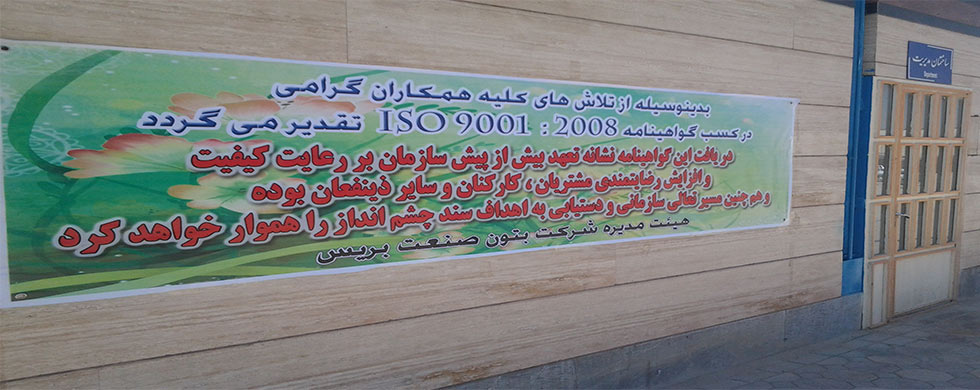 بدینوسیله از تلاش های کلیه همکاران گرامی
در کسب گواهینامه ISO 9001 : 2008 تقدیر می گردد
دریافت این گواهینامه نشانه تعهد بیش از پیش سازمان بر رعایت کیفیت
و افزایش رضایتمندی مشتریان ، کارکنان و سایر ذینفعان بوده
و هم چنین مسیر تعالی سازمانی و دستیابی به اهداف سند چشم انداز را هموار خواهد کرد
هیئت مدیره شرکت بتون صنعت بریس
ساختمان مدیریت
Department